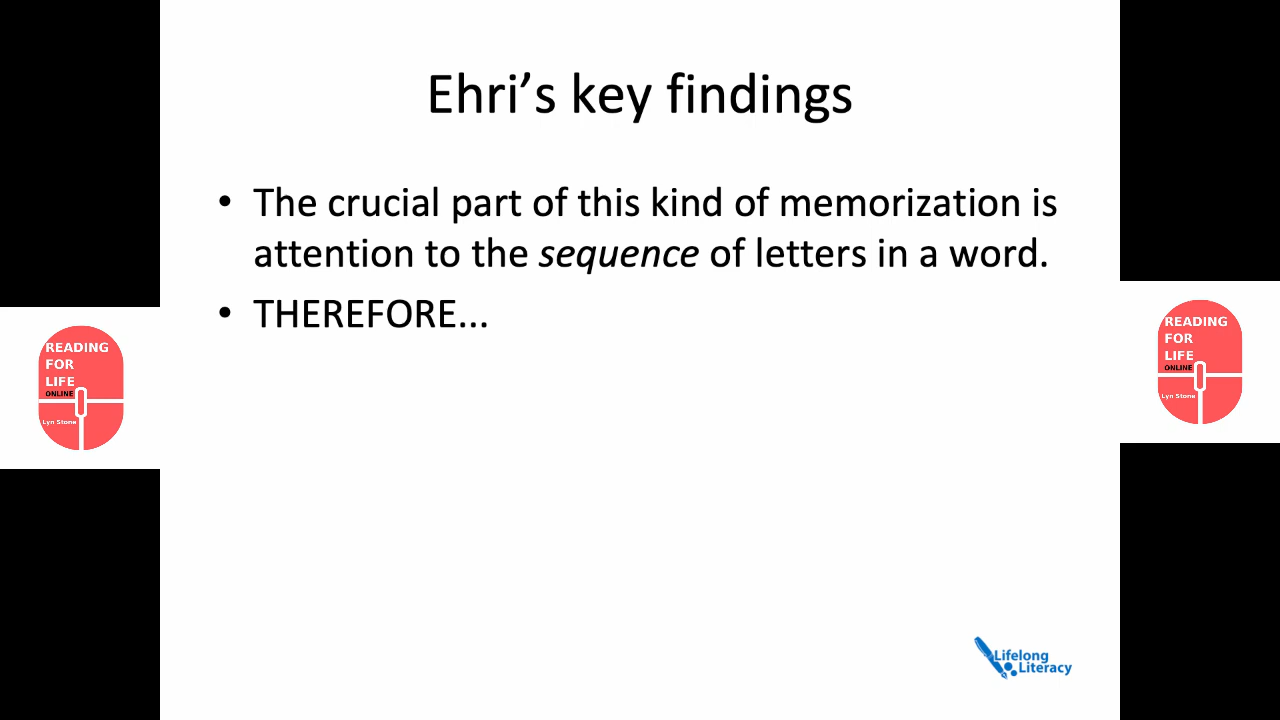 Ehri’s key findings
• The crucial part of this kind of memorization is
attention to the sequence of letters in a word.
• THEREFORE...
READING
FOR
LIFE
ONLINE
Lyn Stone
READING
FOR
LIFE
ONLINE
Lyn Stone
Lifelong
Literacy